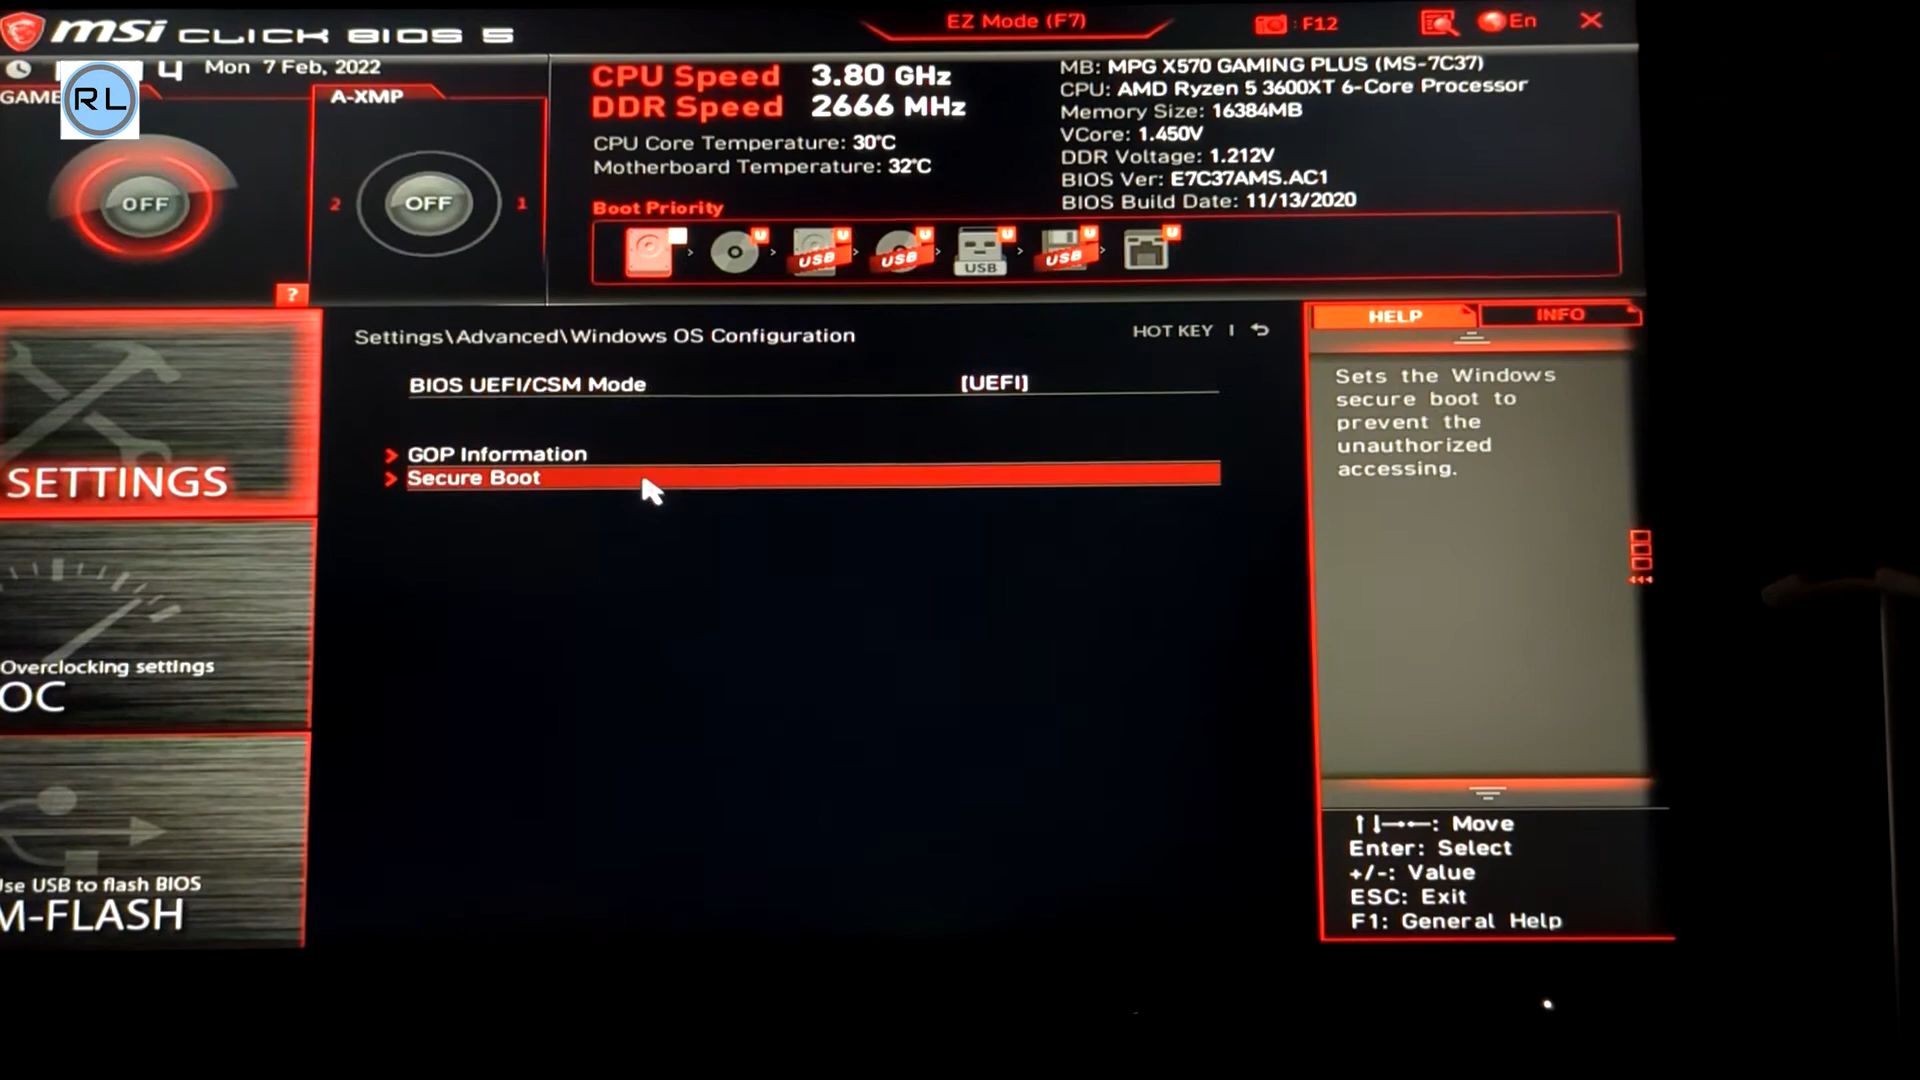 msi CLICK BIOS 5
EZ Mode (F7)
: F12
En
4
Mon 7 Feb, 2022
GAME
RL
A-XMP
OFF
2
OFF
1
?
CPU Speed 3.80 GHz
DDR Speed 2666 MHz
CPU Core Temperature: 30°C
Motherboard Temperature: 32°C
MB: MPG X570 GAMING PLUS (MS-7C37)
CPU: AMD Ryzen 5 3600XT 6-Core Processor
Memory Size: 16384MB
VCore: 1.450V
DDR Voltage: 1.212V
BIOS Ver: E7C37AMS.AC1
BIOS Build Date: 11/13/2020
Boot Priority
U U U U U U
USB USB USB USB
SETTINGS
Overclocking settings
OC
Use USB to flash BIOS
M-FLASH
Settings\Advanced\Windows OS Configuration
HOT KEY
BIOS UEFI/CSM Mode [UEFI]
> GOP Information
> Secure Boot
HELP
INFO
Sets the Windows
secure boot to
prevent the
unauthorized
accessing.
↑↓→←: Move
Enter: Select
+/-: Value
ESC: Exit
F1: General Help